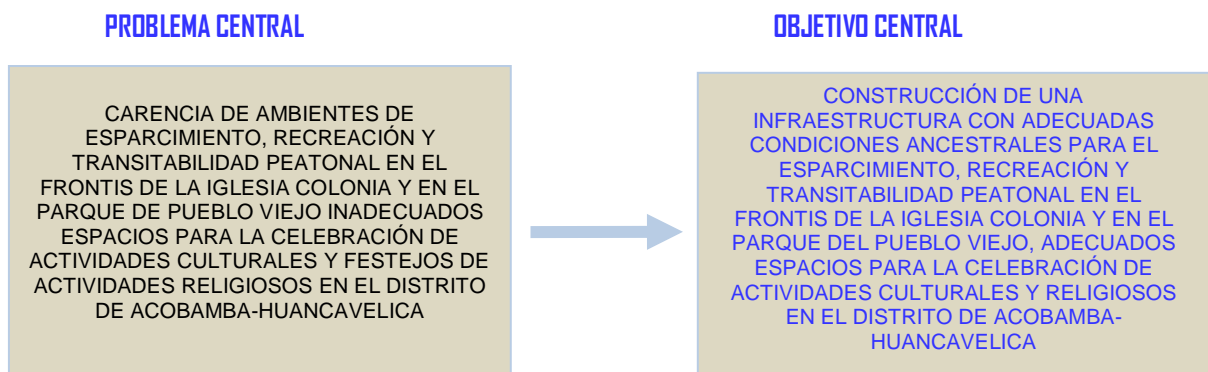 PROBLEMA CENTRAL
CARENCIA DE AMBIENTES DE
ESPARCIMIENTO, RECREACIÓN Y
TRANSITABILIDAD PEATONAL EN EL
FRONTIS DE LA IGLESIA COLONIA Y EN EL
PARQUE DE PUEBLO VIEJO INADECUADOS
ESPACIOS PARA LA CELEBRACIÓN DE
ACTIVIDADES CULTURALES Y FESTEJOS DE
ACTIVIDADES RELIGIOSOS EN EL DISTRITO
DE ACOBAMBA-HUANCAVELICA
OBJETIVO CENTRAL
CONSTRUCCIÓN DE UNA
INFRAESTRUCTURA CON ADECUADAS
CONDICIONES ANCESTRALES PARA EL
ESPARCIMIENTO, RECREACIÓN Y
TRANSITABILIDAD PEATONAL EN EL
FRONTIS DE LA IGLESIA COLONIA Y EN EL
PARQUE DEL PUEBLO VIEJO, ADECUADOS
ESPACIOS PARA LA CELEBRACIÓN DE
ACTIVIDADES CULTURALES Y RELIGIOSOS
EN EL DISTRITO DE ACOBAMBA-
HUANCAVELICA